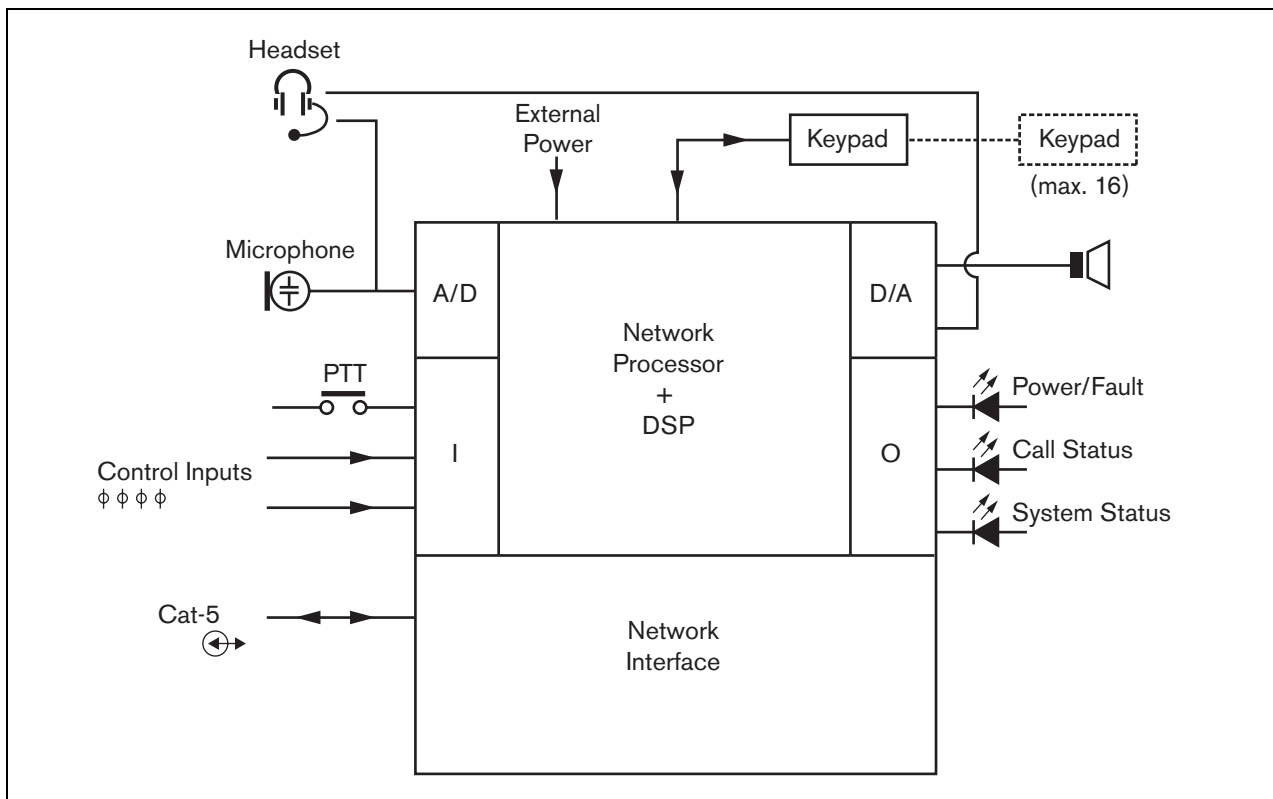 Headset
External
Power
Keypad
Keypad
(max. 16)
Microphone
A/D
D/A
Network
Processor
+
DSP
PTT
Power/Fault
I
O
Call Status
Control Inputs
System Status
Cat-5
Network
Interface